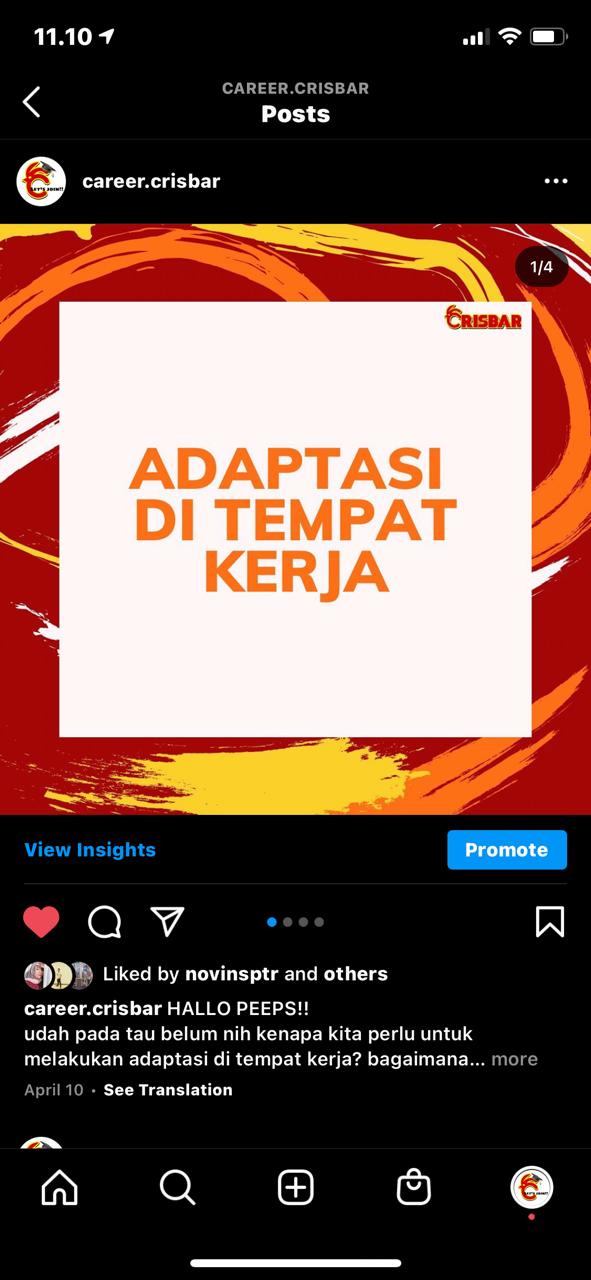 11.10
CAREER.CRISBAR
Posts
career.crisbar
1/4
CRISBAR
ADAPTASI
DI TEMPAT
KERJA
View Insights
Promote
Liked by novinsptr and others
career.crisbar HALLO PEEPS!!
udah pada tau belum nih kenapa kita perlu untuk
melakukan adaptasi di tempat kerja? bagaimana... more
April 10 • See Translation